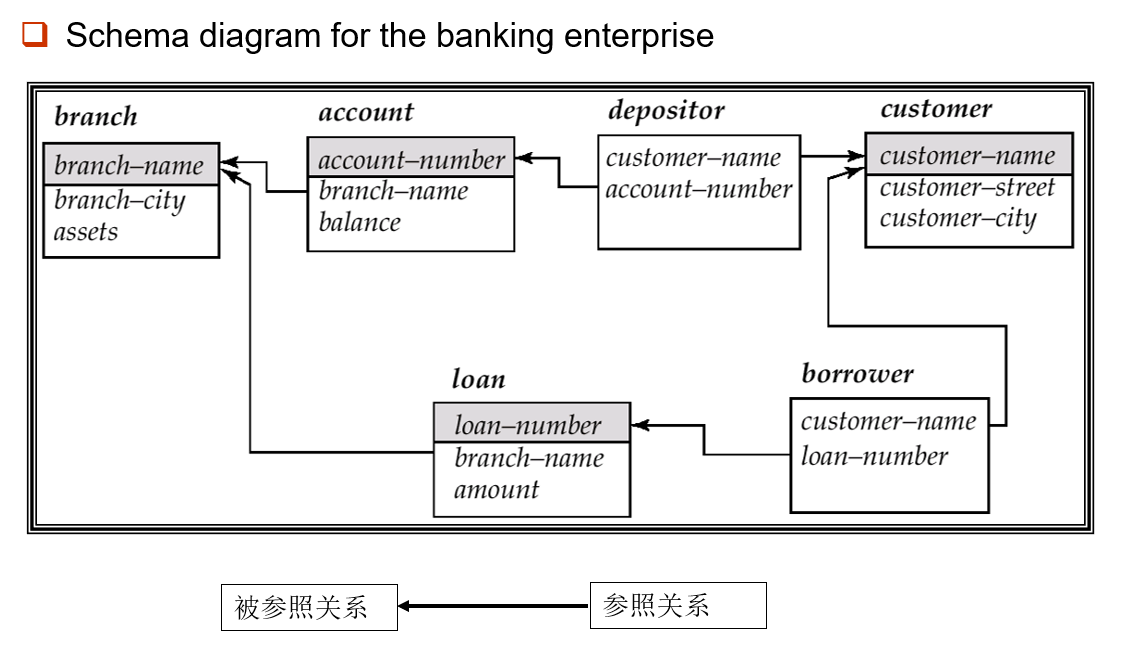 Schema diagram for the banking enterprise
branch
branch–name
branch–city
assets
account
account–number
branch–name
balance
depositor
customer–name
account–number
customer
customer–name
customer–street
customer–city
loan
loan–number
branch–name
amount
borrower
customer–name
loan–number
被参照关系
参照关系